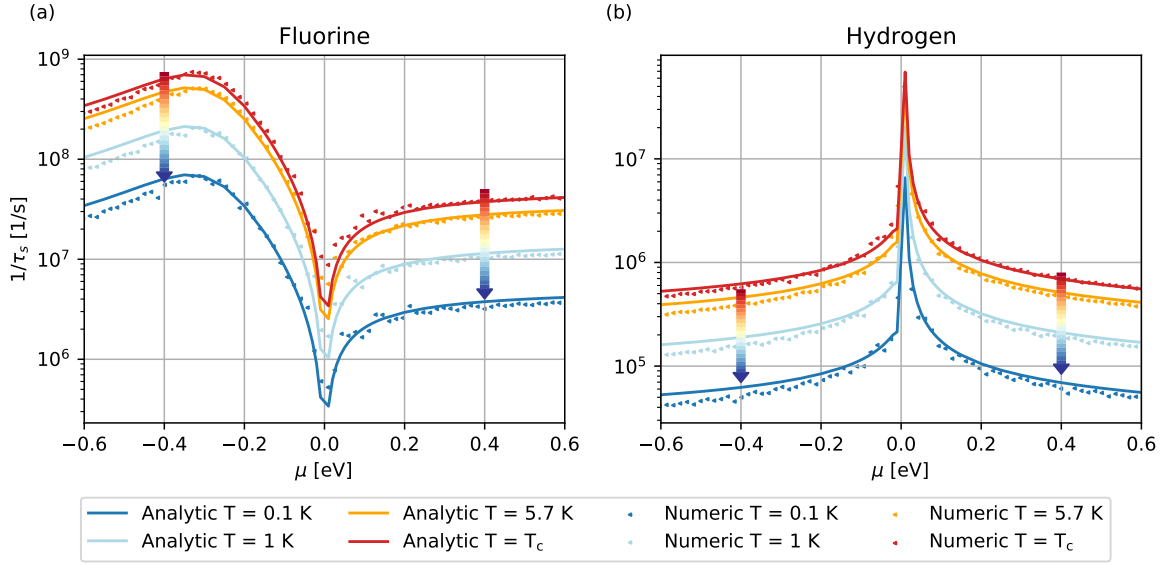 (a)
Fluorine
10⁹
10⁸
10⁷
10⁶
1/τₛ [1/s]
−0.6 −0.4 −0.2 0.0 0.2 0.4 0.6
μ [eV]
(b)
Hydrogen
10⁷
10⁶
10⁵
−0.6 −0.4 −0.2 0.0 0.2 0.4 0.6
μ [eV]
Analytic T = 0.1 K
Analytic T = 1 K
Analytic T = 5.7 K
Analytic T = T_c
Numeric T = 0.1 K
Numeric T = 1 K
Numeric T = 5.7 K
Numeric T = T_c